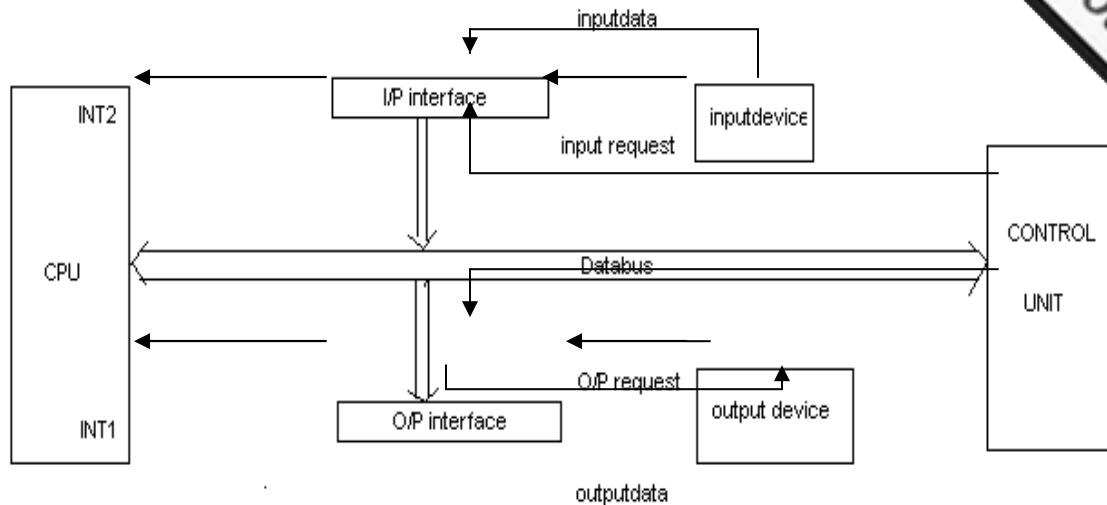 inputdata
I/P interface
INT2
inputdevice
input request
CONTROL
CPU
Databus
UNIT
O/P request
output device
O/P interface
INT1
outputdata